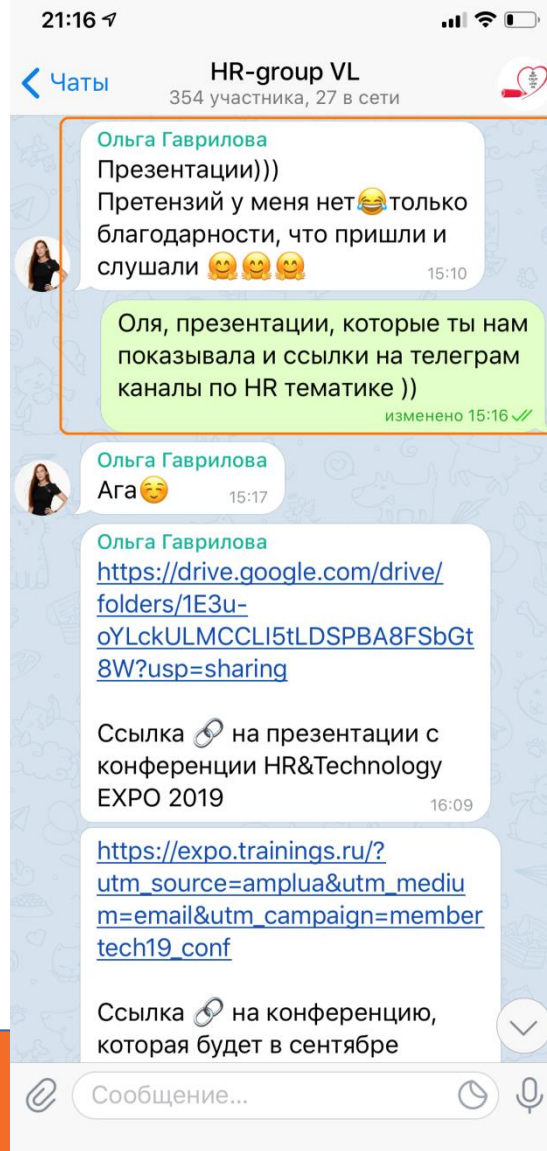 21:16
Чаты
HR-group VL
354 участника, 27 в сети
Ольга Гаврилова
Презентации)))
Претензий у меня нет😂только
благодарности, что пришли и
слушали 🤗🤗🤗
15:10
Оля, презентации, которые ты нам
показывала и ссылки на телеграм
каналы по HR тематике ))
изменено 15:16
Ольга Гаврилова
Ага☺️
15:17
Ольга Гаврилова
https://drive.google.com/drive/
folders/1E3u-
oYLckULMCCLI5tLDSPBA8FSbGt
8W?usp=sharing
Ссылка 🔗 на презентации с
конференции HR&Technology
EXPO 2019
16:09
https://expo.trainings.ru/?
utm_source=amplua&utm_mediu
m=email&utm_campaign=member
tech19_conf
Ссылка 🔗 на конференцию,
которая будет в сентябре
Сообщение...